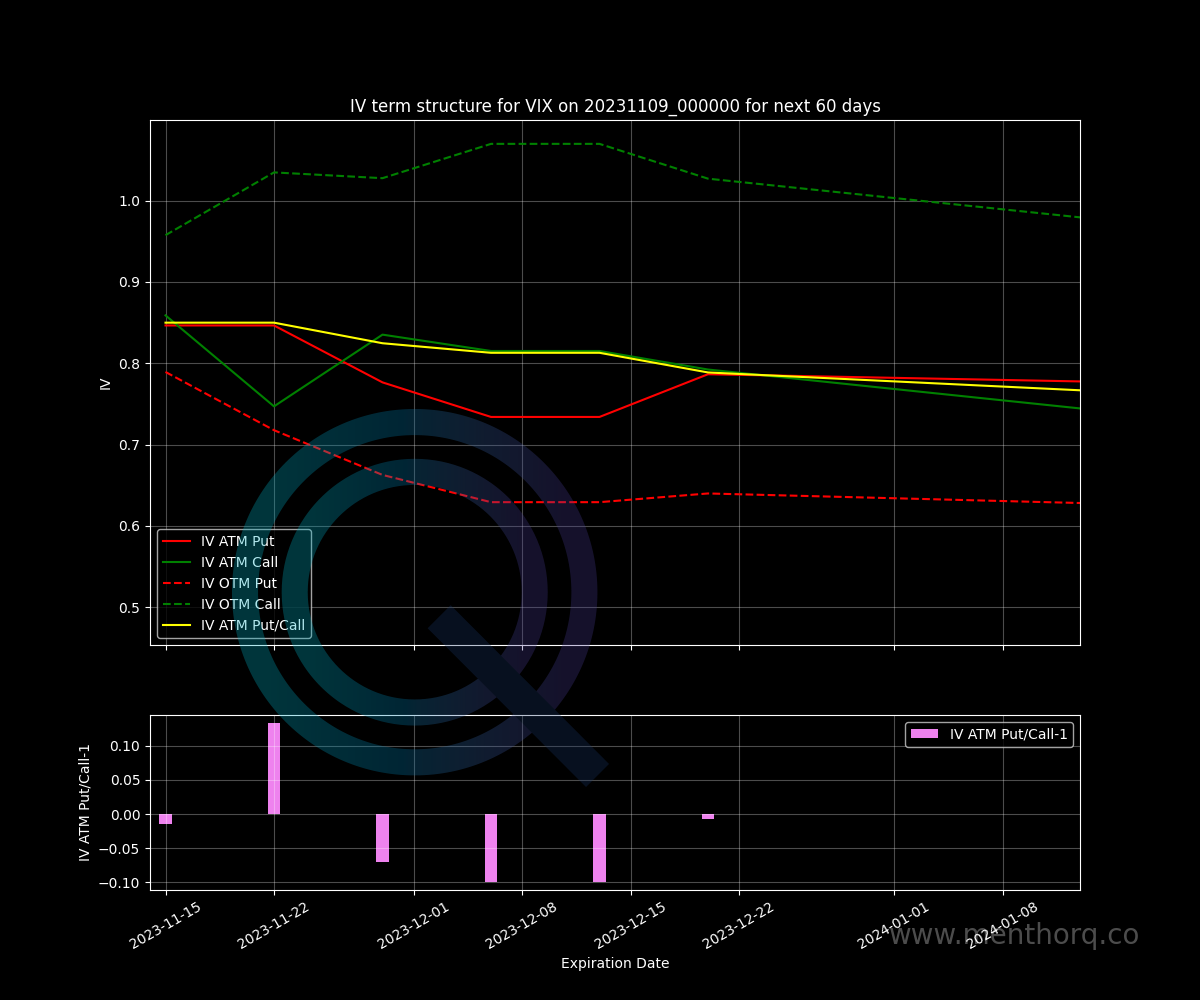 IV term structure for VIX on 20231109_000000 for next 60 days
IV
1.0
0.9
0.8
0.7
0.6
0.5
IV ATM Put
IV ATM Call
IV OTM Put
IV OTM Call
IV ATM Put/Call
IV ATM Put/Call-1
0.10
0.05
0.00
−0.05
−0.10
IV ATM Put/Call-1
2023-11-15
2023-11-22
2023-12-01
2023-12-08
2023-12-15
2023-12-22
2024-01-01
2024-01-08
www.menthorq.co
Expiration Date